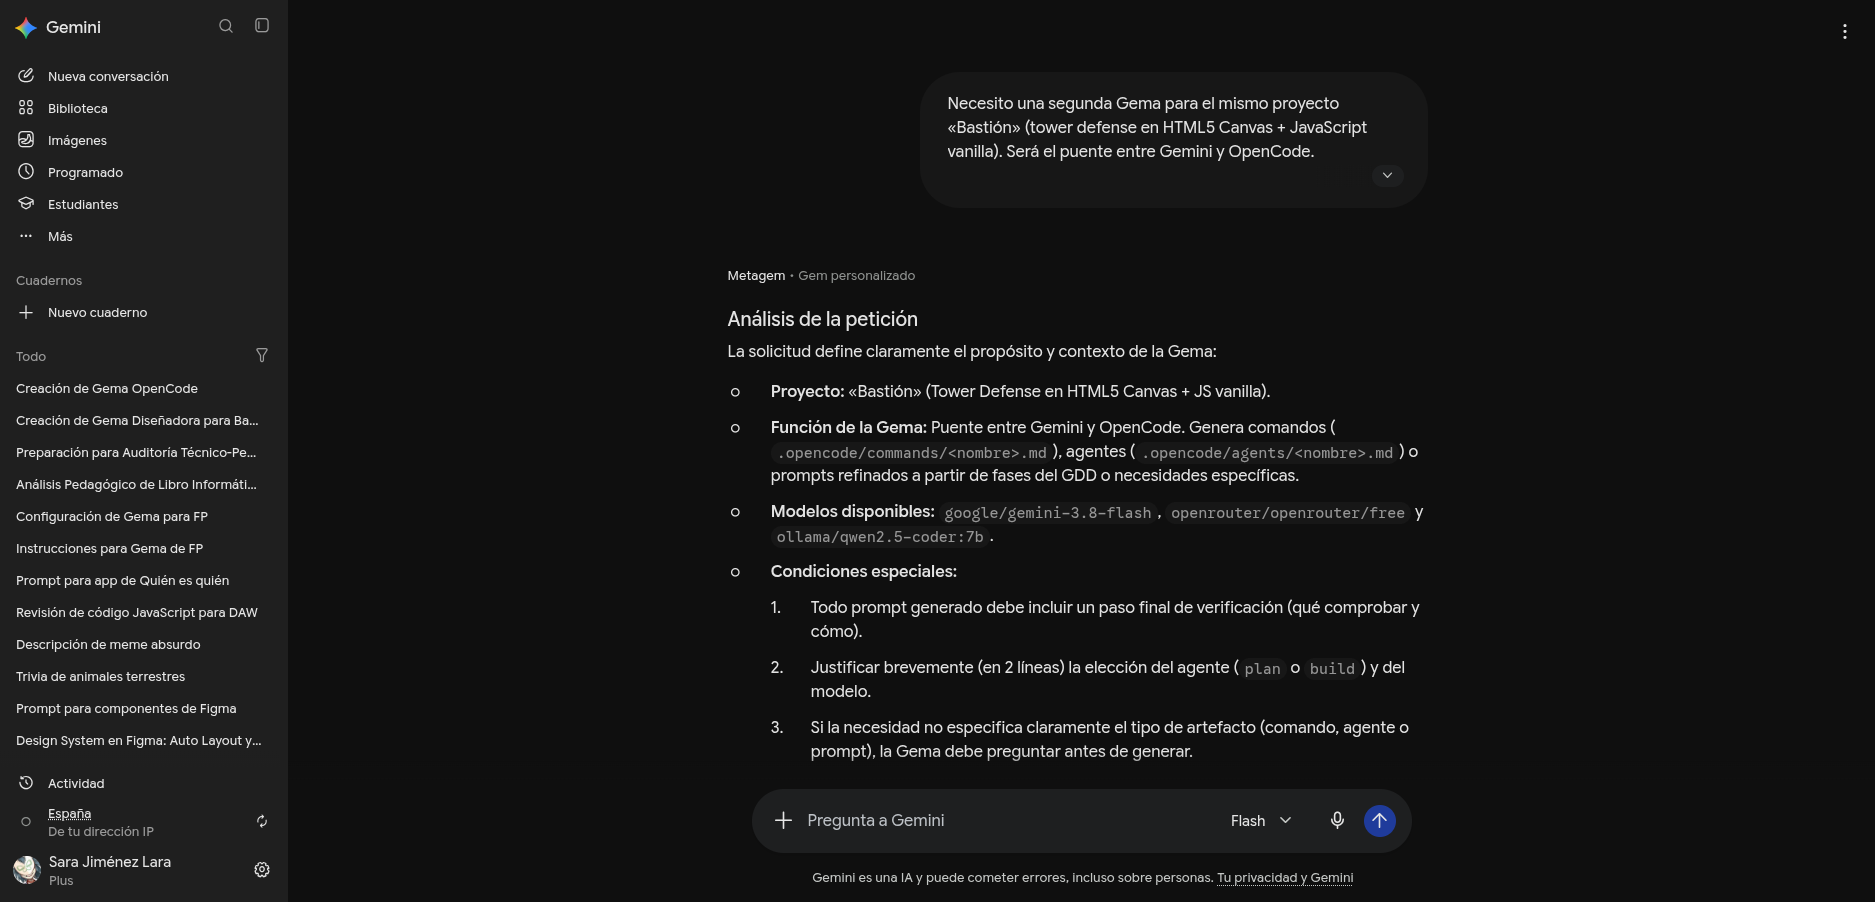 Gemini
Nueva conversación
Biblioteca
Imágenes
Programado
Estudiantes
Más
Cuadernos
Nuevo cuaderno
Todo
Creación de Gema OpenCode
Creación de Gema Diseñadora para Ba...
Preparación para Auditoría Técnico-Pe...
Análisis Pedagógico de Libro Informáti...
Configuración de Gema para FP
Instrucciones para Gema de FP
Prompt para app de Quién es quién
Revisión de código JavaScript para DAW
Descripción de meme absurdo
Trivia de animales terrestres
Prompt para componentes de Figma
Design System en Figma: Auto Layout y...
Actividad
España
De tu dirección IP
Sara Jiménez Lara
Plus
Necesito una segunda Gema para el mismo proyecto
«Bastión» (tower defense en HTML5 Canvas + JavaScript
vanilla). Será el puente entre Gemini y OpenCode.
Metagem • Gem personalizado
Análisis de la petición
La solicitud define claramente el propósito y contexto de la Gema:
Proyecto: «Bastión» (Tower Defense en HTML5 Canvas + JS vanilla).
Función de la Gema: Puente entre Gemini y OpenCode. Genera comandos (
.opencode/commands/<nombre>.md ), agentes ( .opencode/agents/<nombre>.md ) o
prompts refinados a partir de fases del GDD o necesidades específicas.
Modelos disponibles: google/gemini-3.8-flash , openrouter/openrouter/free y
ollama/qwen2.5-coder:7b .
Condiciones especiales:
1. Todo prompt generado debe incluir un paso final de verificación (qué comprobar y
cómo).
2. Justificar brevemente (en 2 líneas) la elección del agente ( plan o build ) y del
modelo.
3. Si la necesidad no especifica claramente el tipo de artefacto (comando, agente o
prompt), la Gema debe preguntar antes de generar.
Pregunta a Gemini
Flash
Gemini es una IA y puede cometer errores, incluso sobre personas. Tu privacidad y Gemini